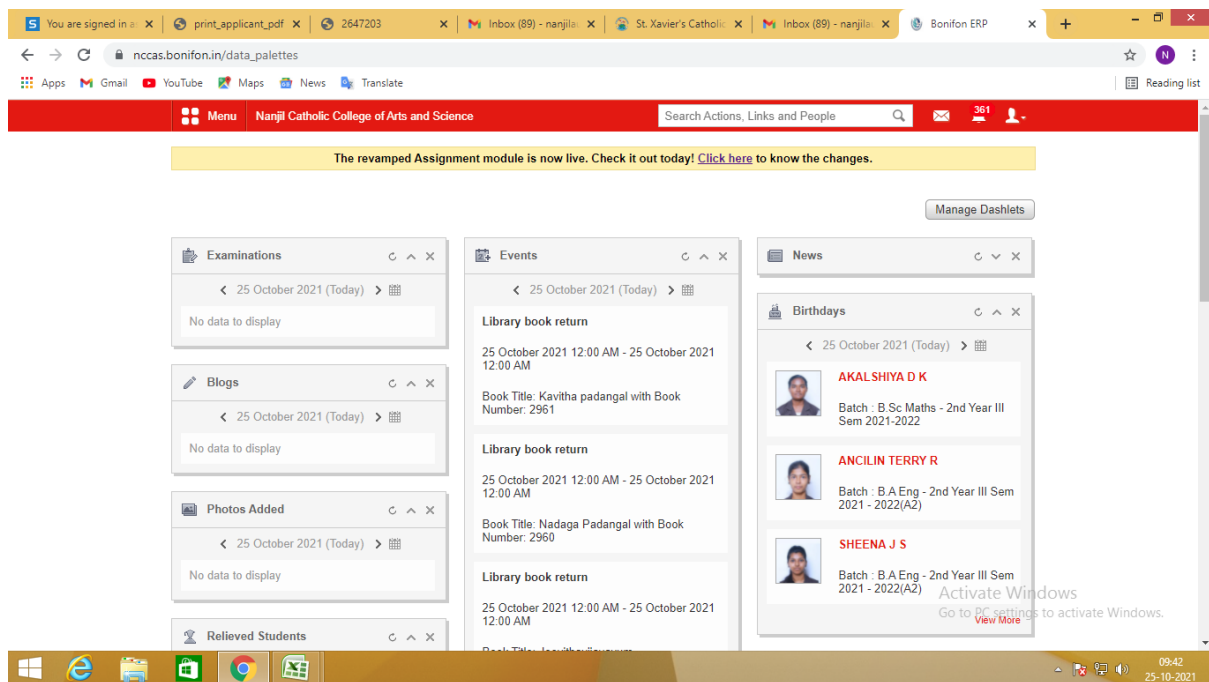 You are signed in a
print_applicant_pdf
2647203
Inbox (89) - nanjila
St. Xavier's Catholic
Inbox (89) - nanjila
Bonifon ERP
nccas.bonifon.in/data_palettes
N
Apps
Gmail
YouTube
Maps
News
Translate
Reading list
Menu
Nanjil Catholic College of Arts and Science
Search Actions, Links and People
361
The revamped Assignment module is now live. Check it out today! Click here to know the changes.
Manage Dashlets
Examinations
25 October 2021 (Today)
No data to display
Blogs
25 October 2021 (Today)
No data to display
Photos Added
25 October 2021 (Today)
No data to display
Relieved Students
Events
25 October 2021 (Today)
Library book return
25 October 2021 12:00 AM - 25 October 2021
12:00 AM
Book Title: Kavitha padangal with Book
Number: 2961
Library book return
25 October 2021 12:00 AM - 25 October 2021
12:00 AM
Book Title: Nadaga Padangal with Book
Number: 2960
Library book return
25 October 2021 12:00 AM - 25 October 2021
12:00 AM
News
Birthdays
25 October 2021 (Today)
AKALSHIYA D K
Batch : B.Sc Maths - 2nd Year III
Sem 2021-2022
ANCILIN TERRY R
Batch : B.A Eng - 2nd Year III Sem
2021 - 2022(A2)
SHEENA J S
Batch : B.A Eng - 2nd Year III Sem
2021 - 2022(A2)
View More
Activate Windows
Go to PC settings to activate Windows.
09:42
25-10-2021